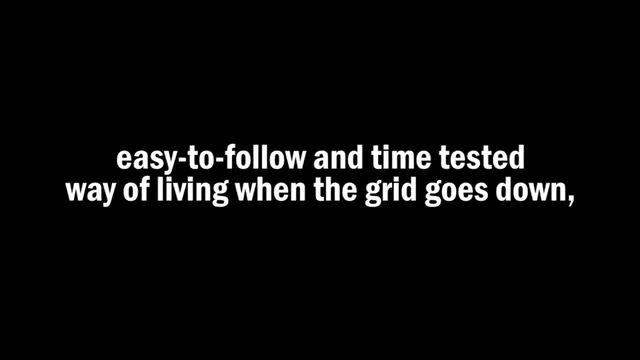 easy-to-follow and time tested
way of living when the grid goes down,